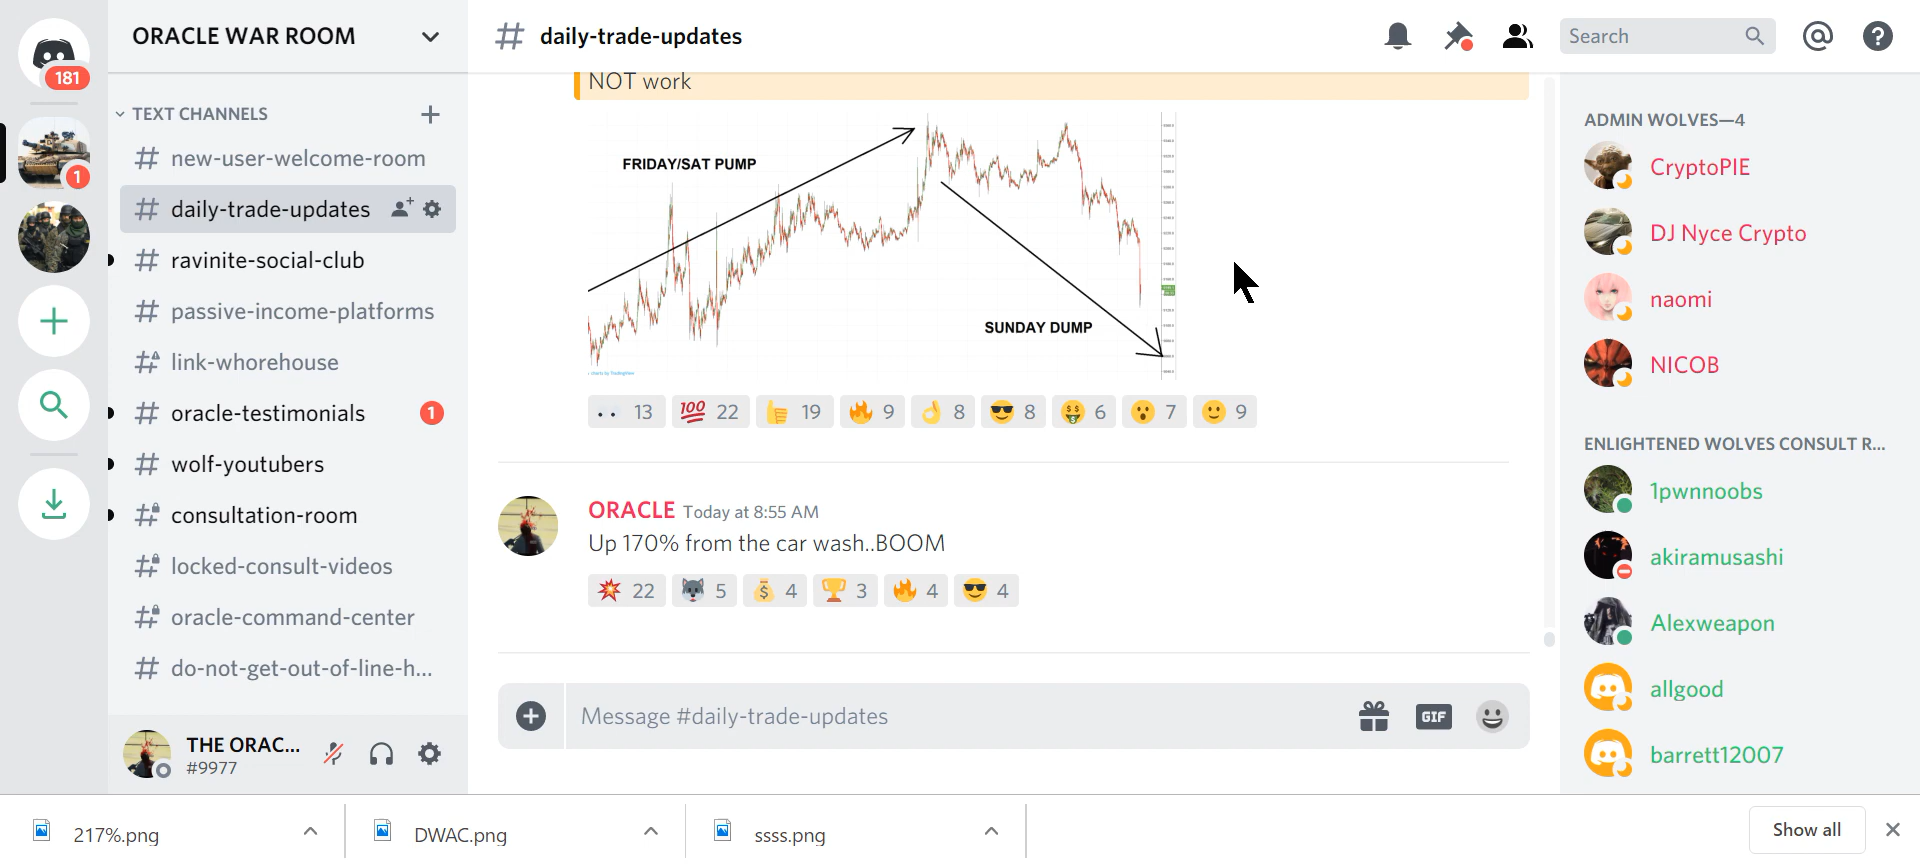 181
1
ORACLE WAR ROOM
TEXT CHANNELS
new-user-welcome-room
daily-trade-updates
ravinite-social-club
passive-income-platforms
link-whorehouse
oracle-testimonials 1
wolf-youtubers
consultation-room
locked-consult-videos
oracle-command-center
do-not-get-out-of-line-h...
THE ORAC...
#9977
# daily-trade-updates
Search
NOT work
FRIDAY/SAT PUMP
SUNDAY DUMP
charts by TradingView
13 100 22 19 9 8 8 6 7 9
ORACLE Today at 8:55 AM
Up 170% from the car wash..BOOM
22 5 4 3 4 4
Message #daily-trade-updates
GIF
ADMIN WOLVES—4
CryptoPIE
DJ Nyce Crypto
naomi
NICOB
ENLIGHTENED WOLVES CONSULT R...
1pwnnoobs
akiramusashi
Alexweapon
allgood
barrett12007
217%.png
DWAC.png
ssss.png
Show all